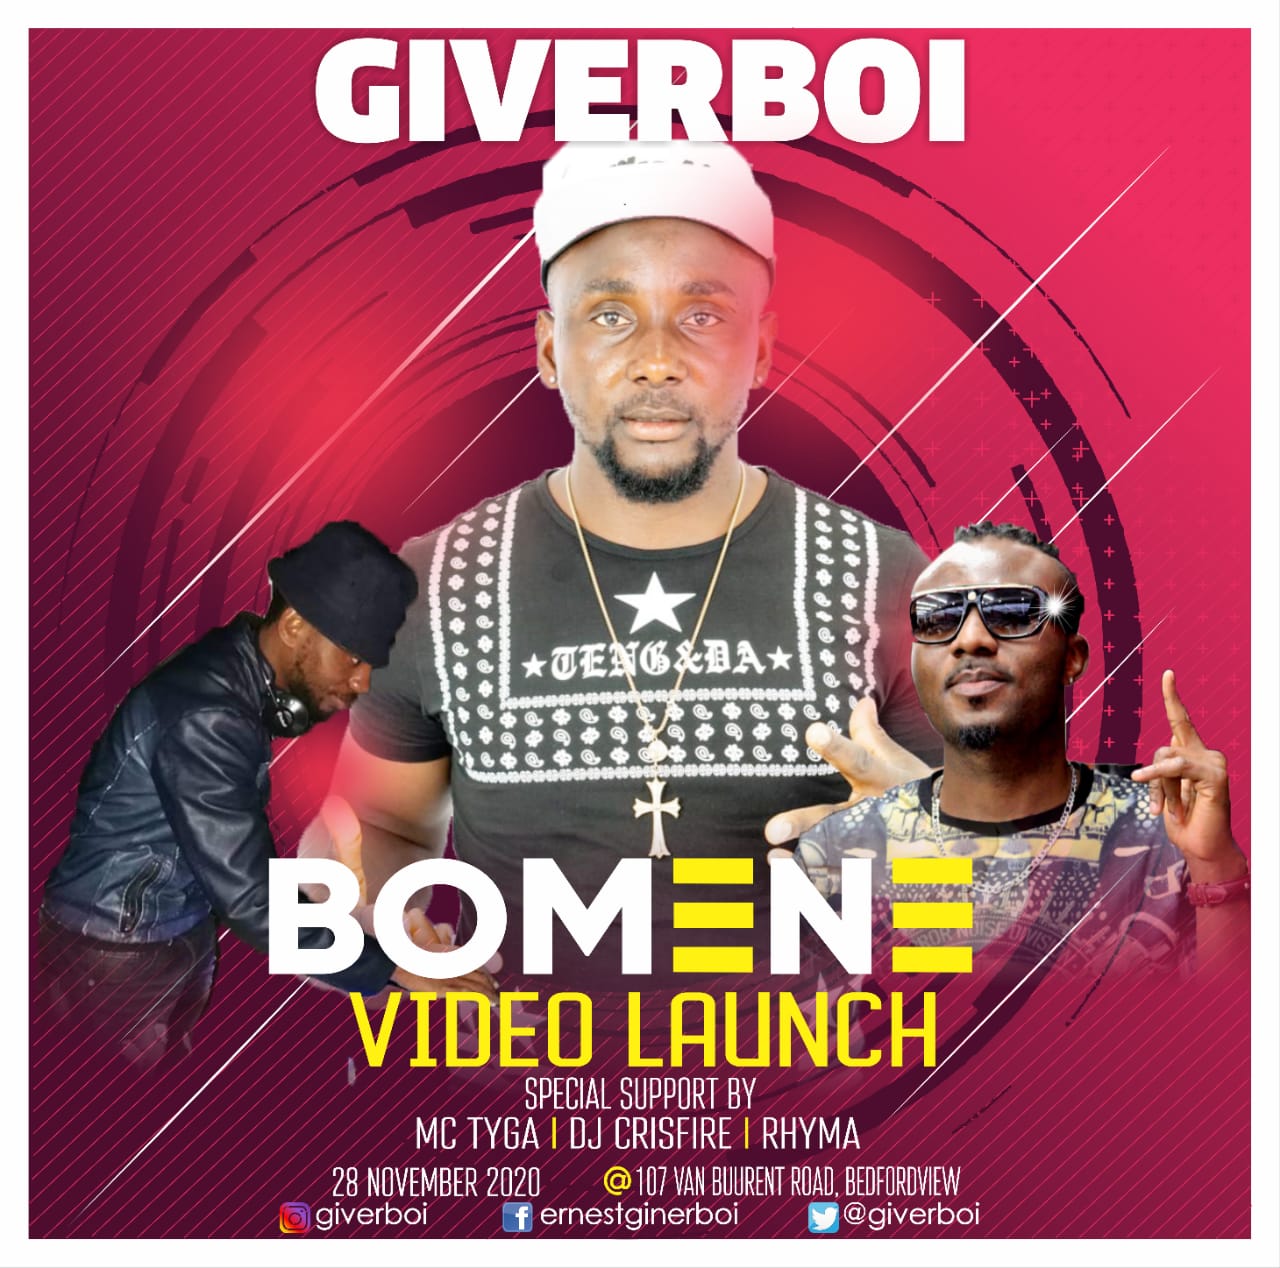 GIVERBOI
★TENG&DA★
BOMENE
VIDEO LAUNCH
SPECIAL SUPPORT BY
MC TYGA | DJ CRISFIRE | RHYMA
28 NOVEMBER 2020 @ 107 VAN BUURENT ROAD, BEDFORDVIEW
giverboi ernestginerboi @giverboi